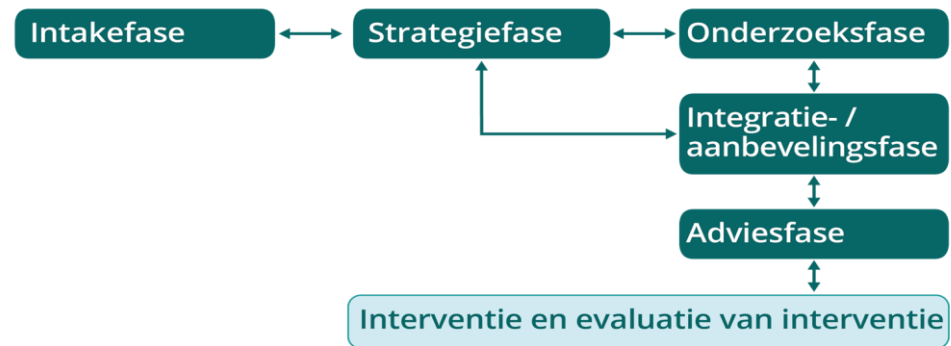 Intakefase
Strategiefase
Onderzoeksfase
Integratie- /
aanbevelingsfase
Adviesfase
Interventie en evaluatie van interventie